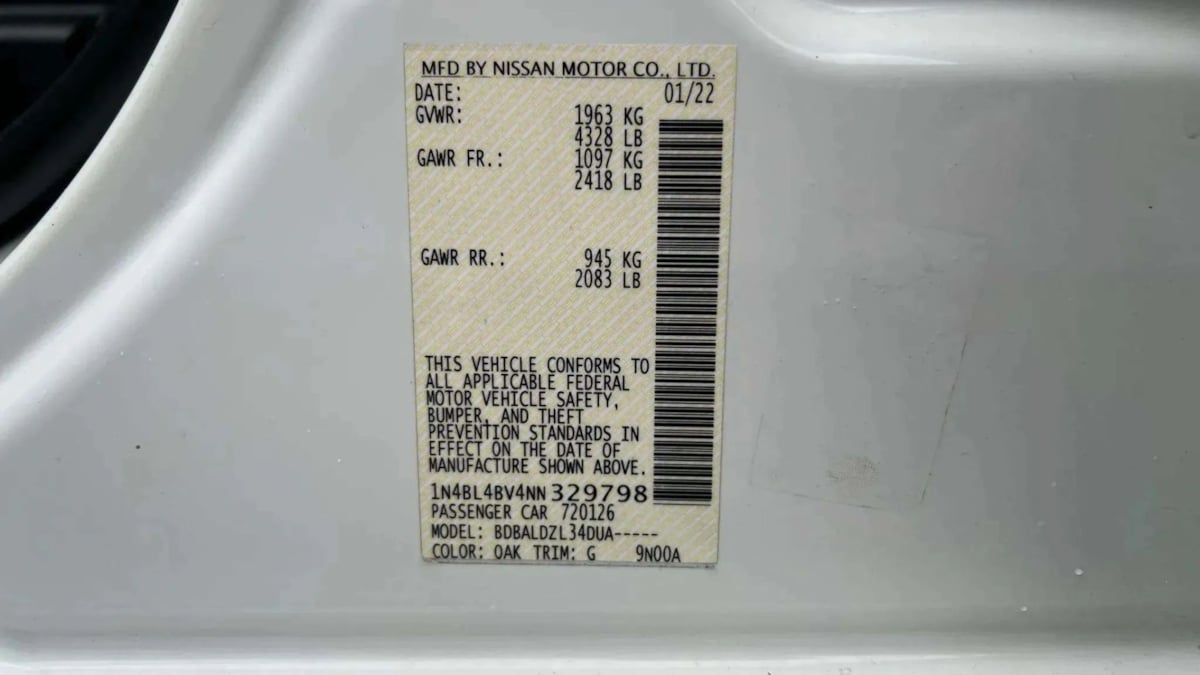 MFD BY NISSAN MOTOR CO., LTD.
DATE: 01/22
GVWR: 1963 KG
4328 LB
GAWR FR.: 1097 KG
2418 LB
GAWR RR.: 945 KG
2083 LB
THIS VEHICLE CONFORMS TO
ALL APPLICABLE FEDERAL
MOTOR VEHICLE SAFETY,
BUMPER, AND THEFT
PREVENTION STANDARDS IN
EFFECT ON THE DATE OF
MANUFACTURE SHOWN ABOVE.
1N4BL4BV4NN329798
PASSENGER CAR 720126
MODEL: BDBALDZL34DUA-----
COLOR: QAK TRIM: G 9N00A